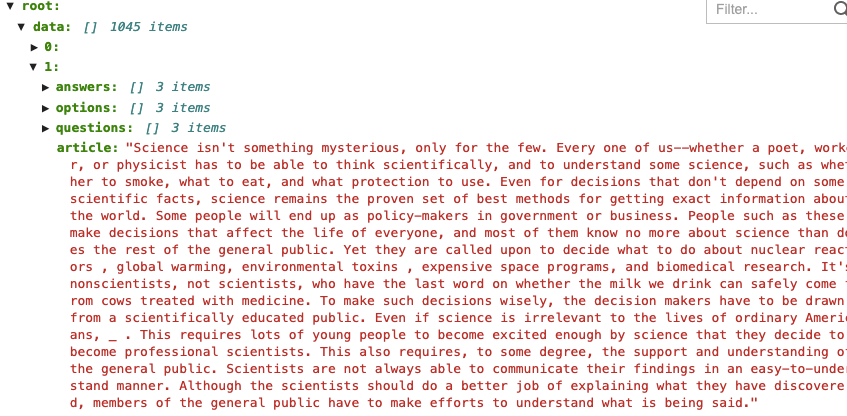 root:
Filter...
data: [] 1045 items
0:
1:
answers: [] 3 items
options: [] 3 items
questions: [] 3 items
article: "Science isn't something mysterious, only for the few. Every one of us--whether a poet, work
r, or physicist has to be able to think scientifically, and to understand some science, such as whet
her to smoke, what to eat, and what protection to use. Even for decisions that don't depend on some
scientific facts, science remains the proven set of best methods for getting exact information abou
the world. Some people will end up as policy-makers in government or business. People such as these
make decisions that affect the life of everyone, and most of them know no more about science than do
es the rest of the general public. Yet they are called upon to decide what to do about nuclear react
ors , global warming, environmental toxins , expensive space programs, and biomedical research. It's
nonscientists, not scientists, who have the last word on whether the milk we drink can safely come f
rom cows treated with medicine. To make such decisions wisely, the decision makers have to be drawn
from a scientifically educated public. Even if science is irrelevant to the lives of ordinary Ameri
ans, _ . This requires lots of young people to become excited enough by science that they decide to
become professional scientists. This also requires, to some degree, the support and understanding o
the general public. Scientists are not always able to communicate their findings in an easy-to-unde
stand manner. Although the scientists should do a better job of explaining what they have discovere
d, members of the general public have to make efforts to understand what is being said."